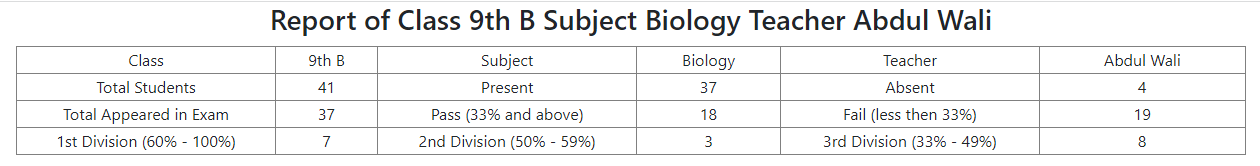 Report of Class 9th B Subject Biology Teacher Abdul Wali
Class 9th B Subject Biology Teacher Abdul Wali
Total Students 41 Present 37 Absent 4
Total Appeared in Exam 37 Pass (33% and above) 18 Fail (less then 33%) 19
1st Division (60% - 100%) 7 2nd Division (50% - 59%) 3 3rd Division (33% - 49%) 8